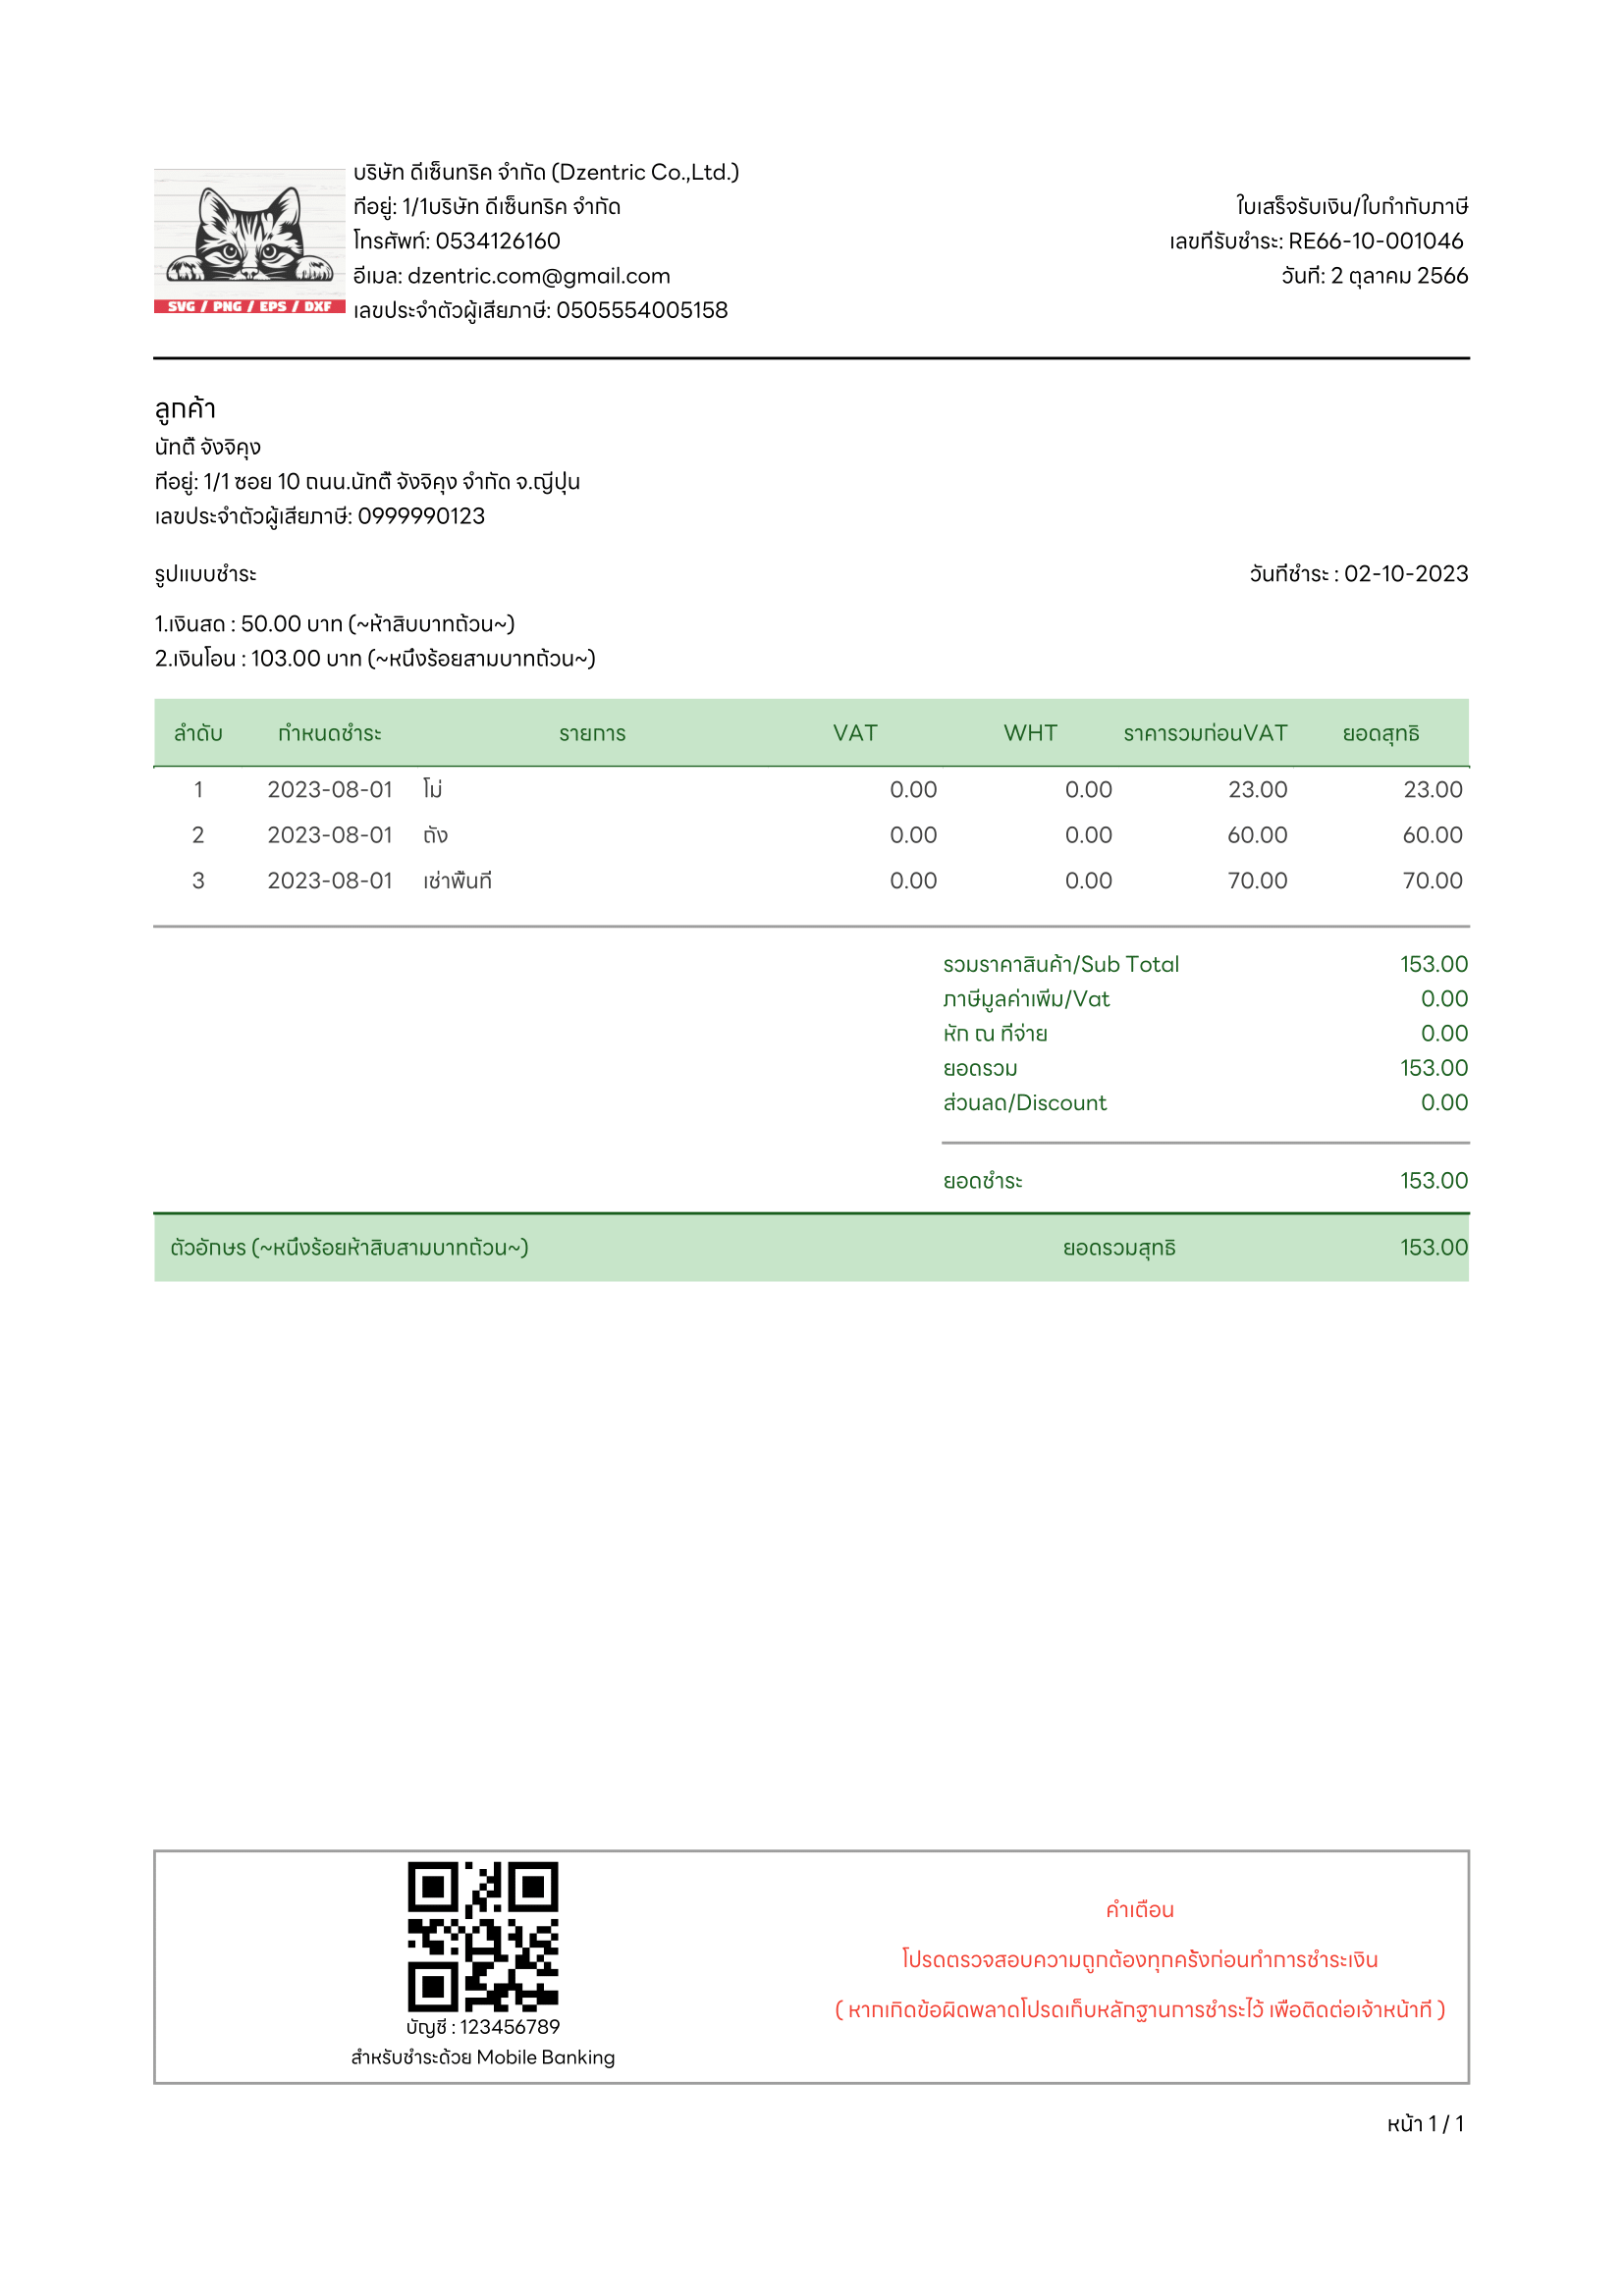 บริษัท ดีเซ็นทริค จำกัด (Dzentric Co.,Ltd.)
ที่อยู่: 1/1บริษัท ดีเซ็นทริค จำกัด
โทรศัพท์: 0534126160
อีเมล: dzentric.com@gmail.com
เลขประจำตัวผู้เสียภาษี: 0505554005158
SVG / PNG / EPS / DXF
ใบเสร็จรับเงิน/ใบกำกับภาษี
เลขที่รับชำระ: RE66-10-001046
วันที่: 2 ตุลาคม 2566
ลูกค้า
นัทตี้ จังจิคุง
ที่อยู่: 1/1 ซอย 10 ถนน.นัทตี้ จังจิคุง จำกัด จ.ญี่ปุ่น
เลขประจำตัวผู้เสียภาษี: 0999990123
รูปแบบชำระ วันที่ชำระ : 02-10-2023
1.เงินสด : 50.00 บาท (~ห้าสิบบาทถ้วน~)
2.เงินโอน : 103.00 บาท (~หนึ่งร้อยสามบาทถ้วน~)
ลำดับ กำหนดชำระ รายการ VAT WHT ราคารวมก่อนVAT ยอดสุทธิ
1 2023-08-01 โม่ 0.00 0.00 23.00 23.00
2 2023-08-01 ถัง 0.00 0.00 60.00 60.00
3 2023-08-01 เช่าพื้นที่ 0.00 0.00 70.00 70.00
รวมราคาสินค้า/Sub Total 153.00
ภาษีมูลค่าเพิ่ม/Vat 0.00
หัก ณ ที่จ่าย 0.00
ยอดรวม 153.00
ส่วนลด/Discount 0.00
ยอดชำระ 153.00
ตัวอักษร (~หนึ่งร้อยห้าสิบสามบาทถ้วน~) ยอดรวมสุทธิ 153.00
บัญชี : 123456789
สำหรับชำระด้วย Mobile Banking
คำเตือน
โปรดตรวจสอบความถูกต้องทุกครั้งก่อนทำการชำระเงิน
( หากเกิดข้อผิดพลาดโปรดเก็บหลักฐานการชำระไว้ เพื่อติดต่อเจ้าหน้าที่ )
หน้า 1 / 1